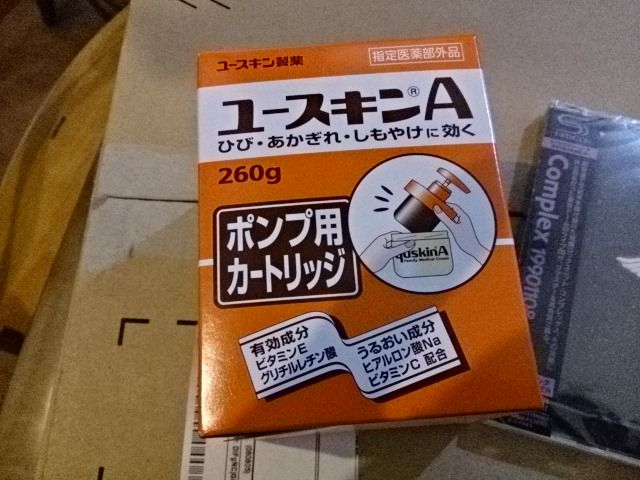 ユースキン製薬
指定医薬部外品
ユースキン®A
ひび・あかぎれ・しもやけに効く
260g
ポンプ用
カートリッジ
yuskinA
Family Medical Cream
有効成分
ビタミンE
グリチルレチン酸
うるおい成分
ヒアルロン酸Na
ビタミンC 配合
Complex